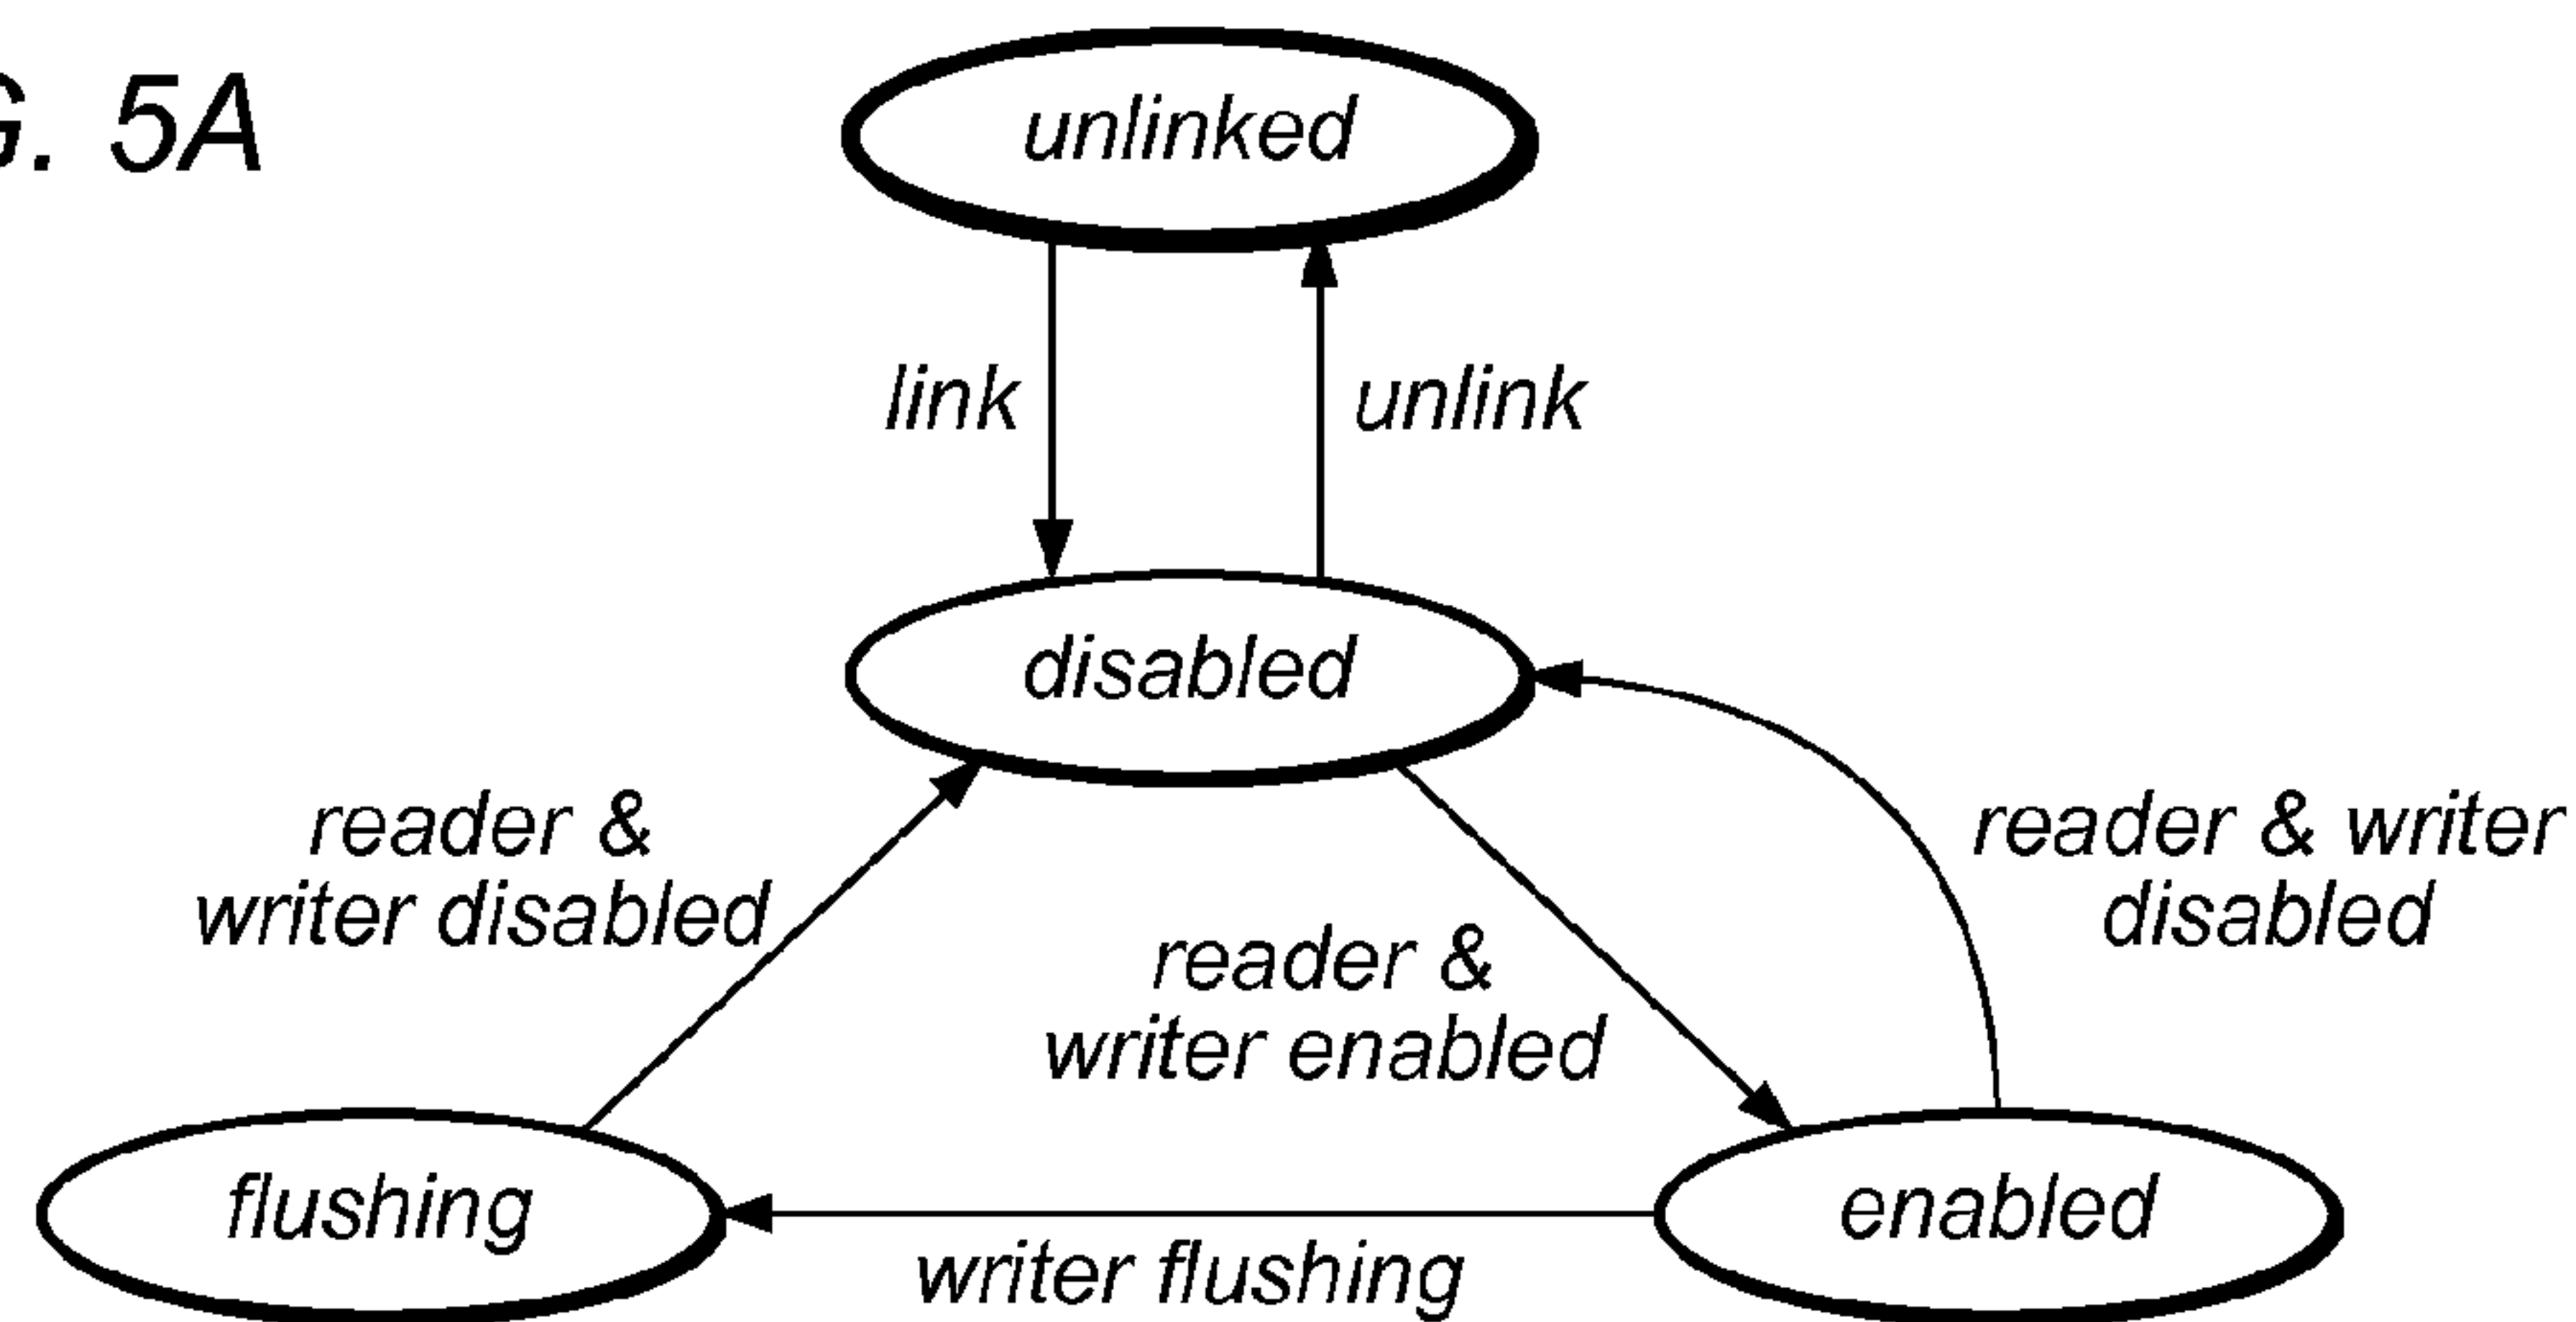 G. 5A
unlinked
link
unlink
disabled
reader &
writer disabled
reader &
writer enabled
reader & writer
disabled
flushing
writer flushing
enabled